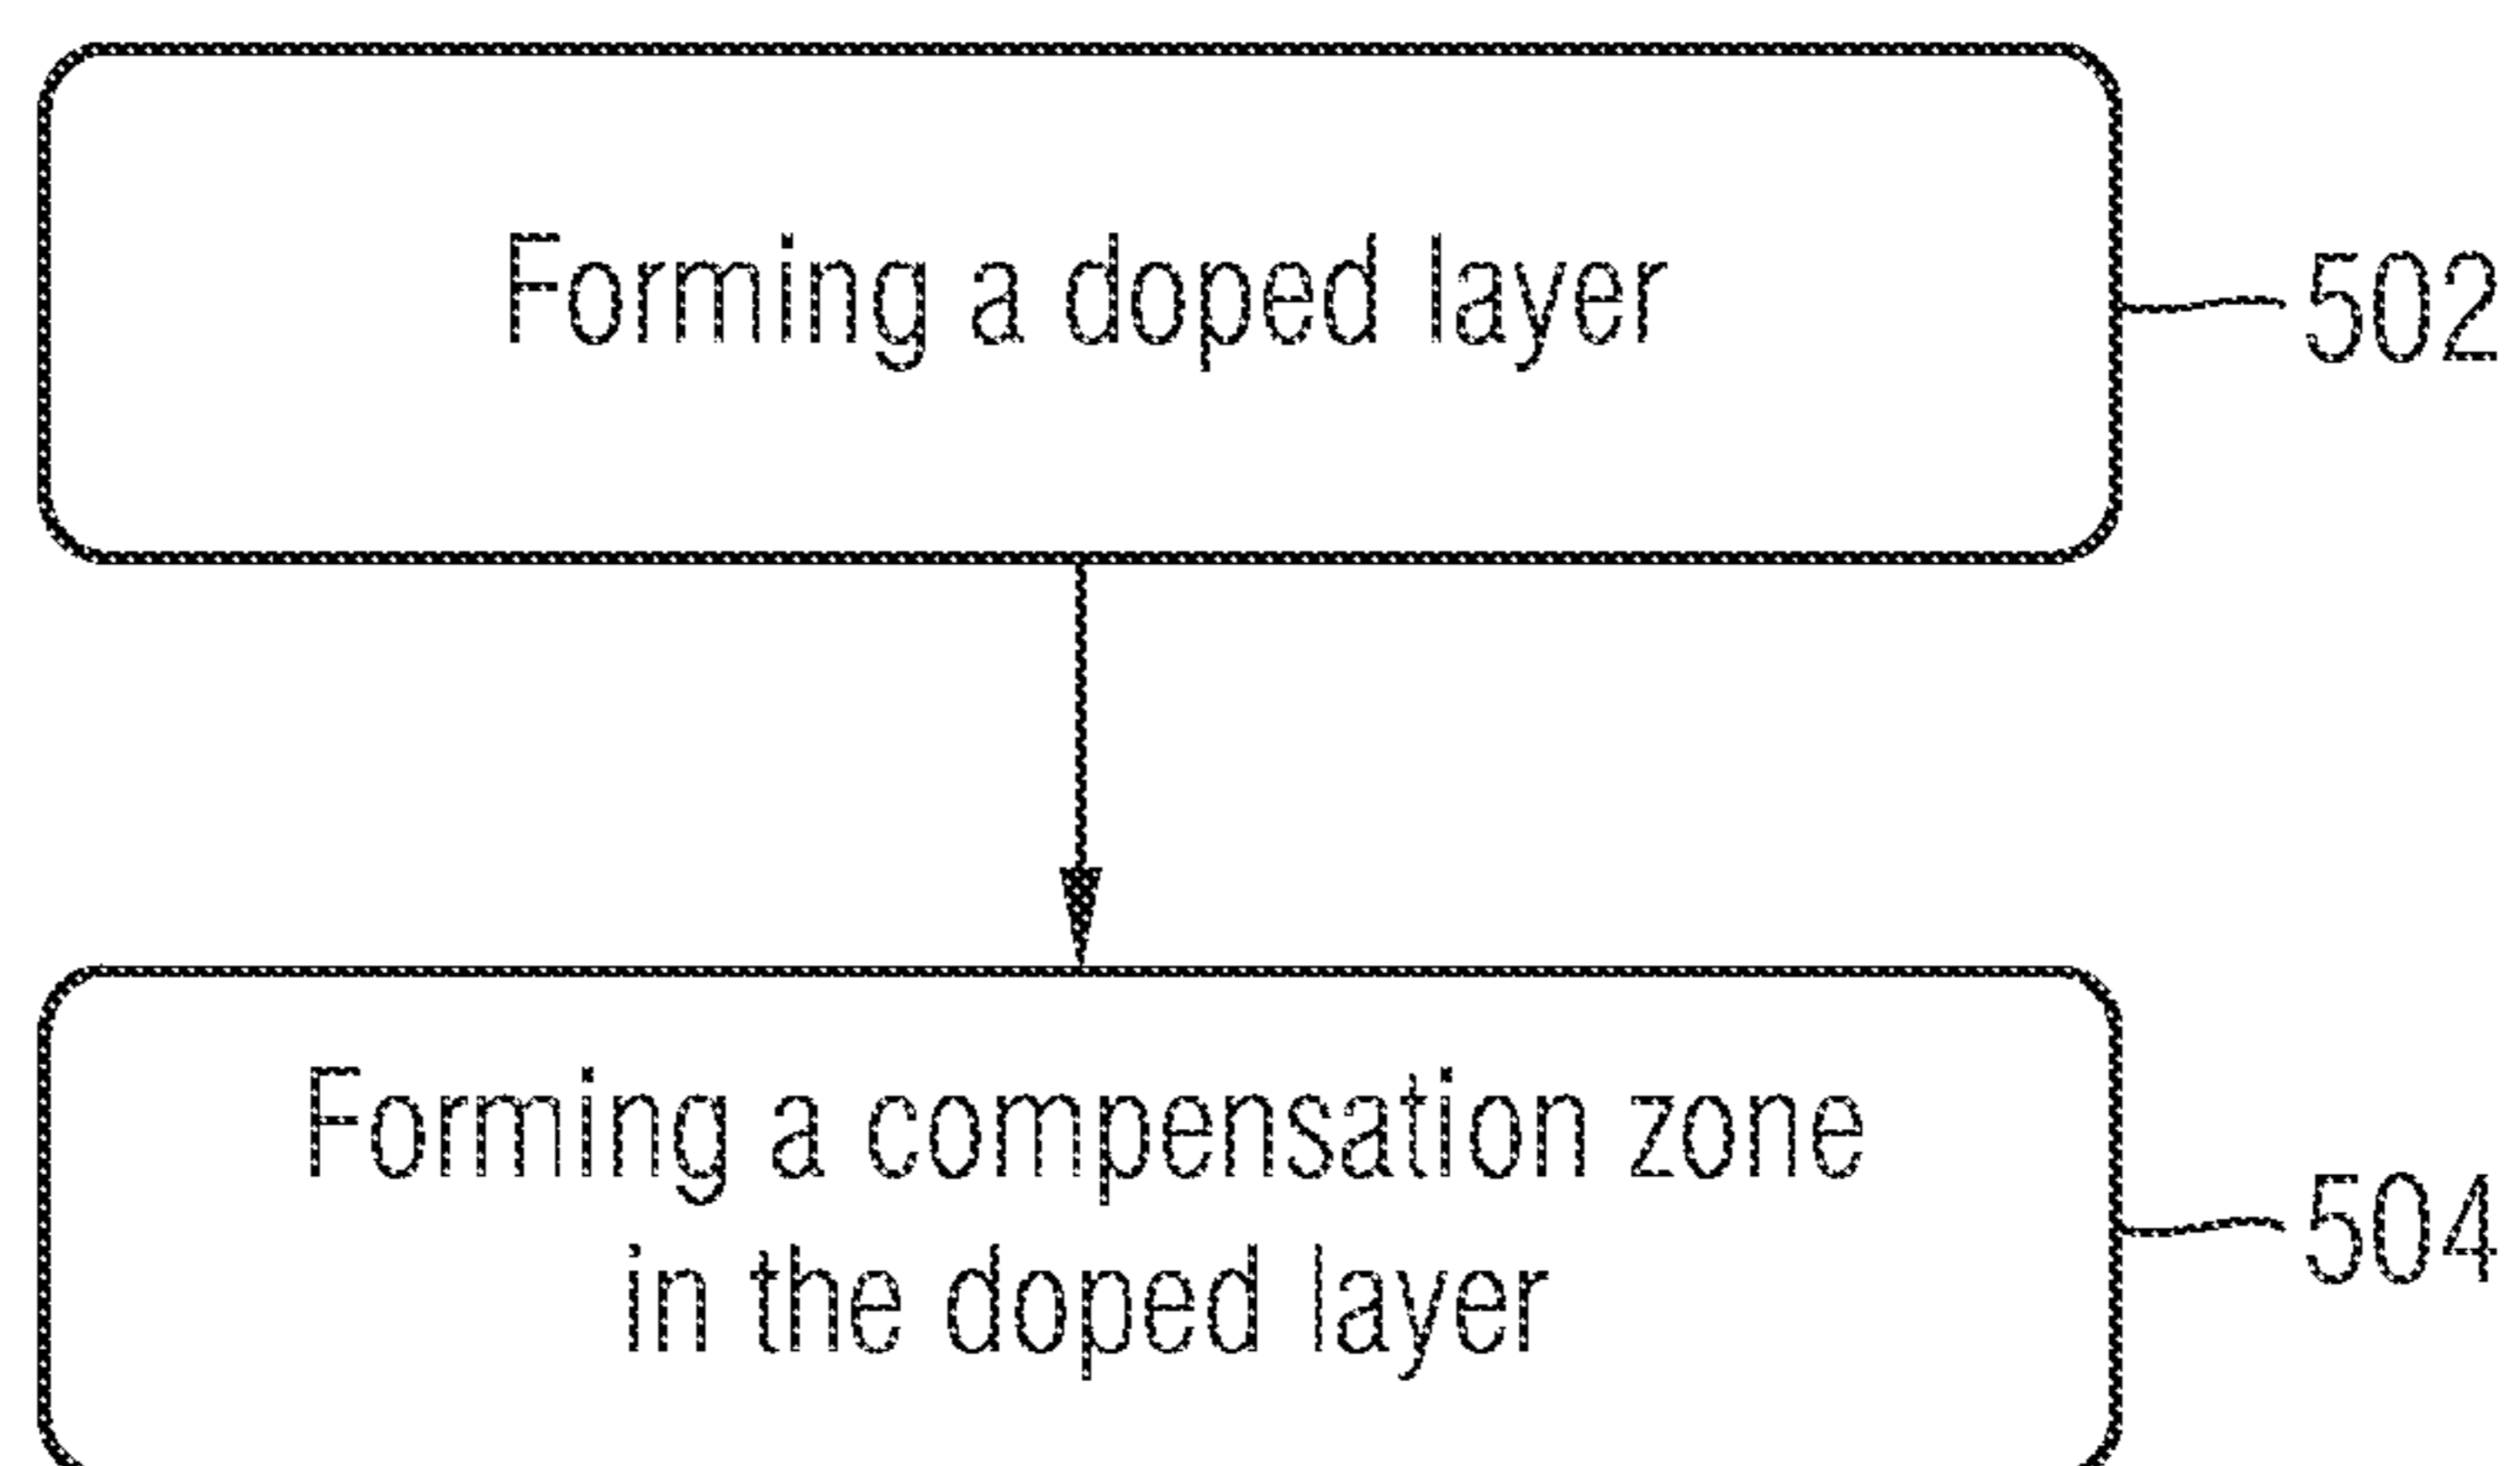 Forming a doped layer
502
Forming a compensation zone
in the doped layer
504